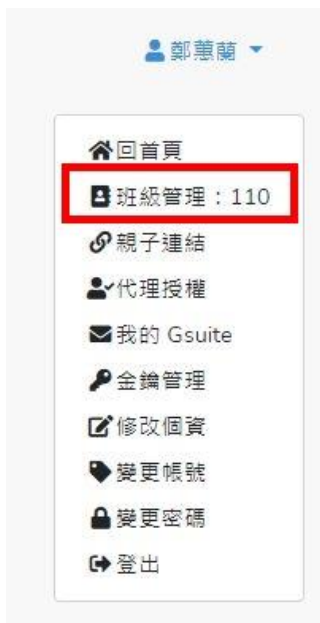 鄭蕙蘭
回首頁
班級管理：110
親子連結
代理授權
我的 Gsuite
金鑰管理
修改個資
變更帳號
變更密碼
登出